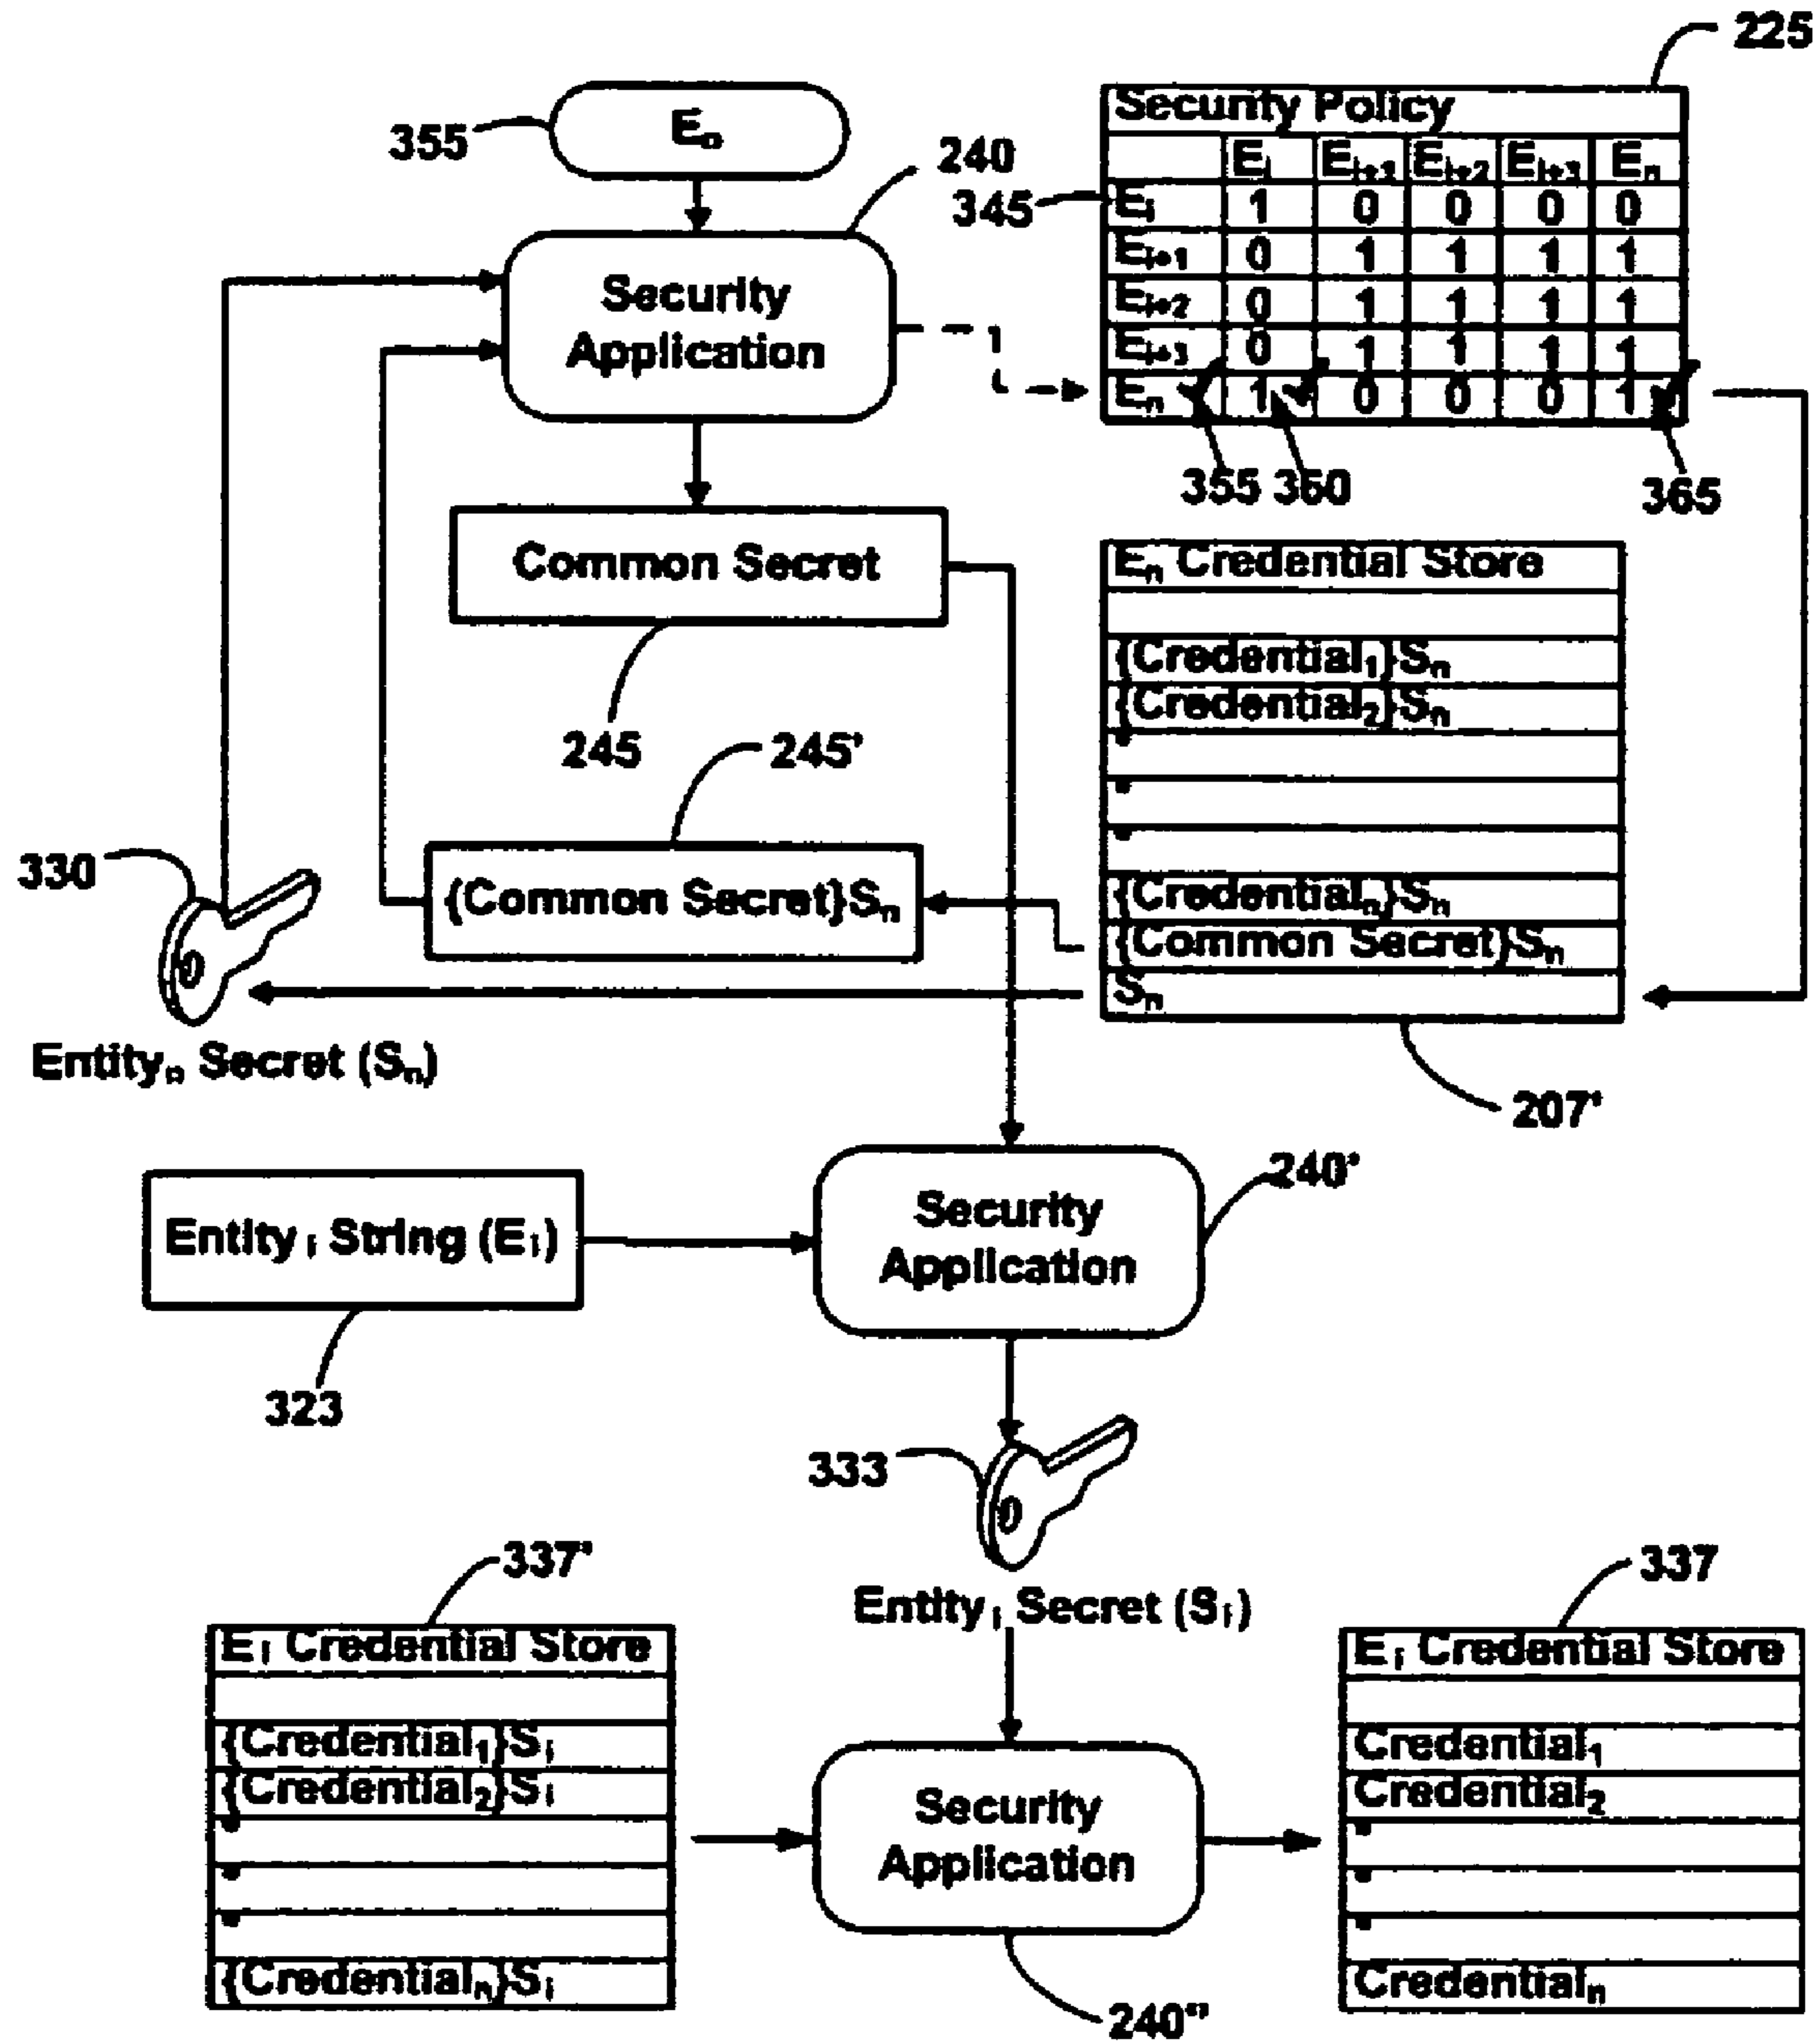 225
355
Eₙ
240
Security Policy
Eᵢ Eᵢ₊₁ Eᵢ₊₂ Eᵢ₊₃ Eₙ
345
Eᵢ 1 0 0 0 0
Eᵢ₊₁ 0 1 1 1 1
Eᵢ₊₂ 0 1 1 1 1
Eᵢ₊₃ 0 1 1 1 1
Eₙ 1 0 0 0 1
355 360
365
Security
Application
Common Secret
245
245'
Eₙ Credential Store
{Credential₁}Sₙ
{Credential₂}Sₙ
{Credentialₙ}Sₙ
{Common Secret}Sₙ
Sₙ
207'
{Common Secret}Sₙ
330
Entityₙ Secret (Sₙ)
Entityᵢ String (Eᵢ)
323
Security
Application
240'
333
Entityᵢ Secret (Sᵢ)
337'
Eᵢ Credential Store
{Credential₁}Sᵢ
{Credential₂}Sᵢ
{Credentialₙ}Sᵢ
Security
Application
240"
337
Eᵢ Credential Store
Credential₁
Credential₂
Credentialₙ